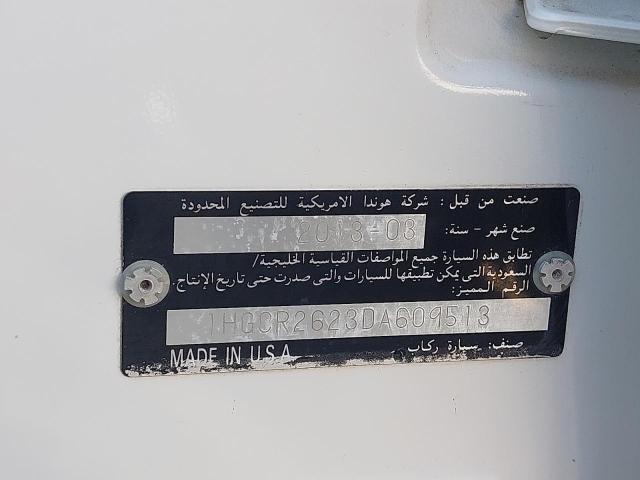 صنعت من قبل: شركة هوندا الامريكية للتصنيع المحدودة
صنع شهر - سنة: 2013-08
تطابق هذه السيارة جميع المواصفات القياسية الخليجية/
السعودية التي يمكن تطبيقها للسيارات والتي صدرت حتى تاريخ الإنتاج.
الرقم المميز:
1HGCR2623DA609513
صنف: سيارة ركاب
MADE IN U.S.A